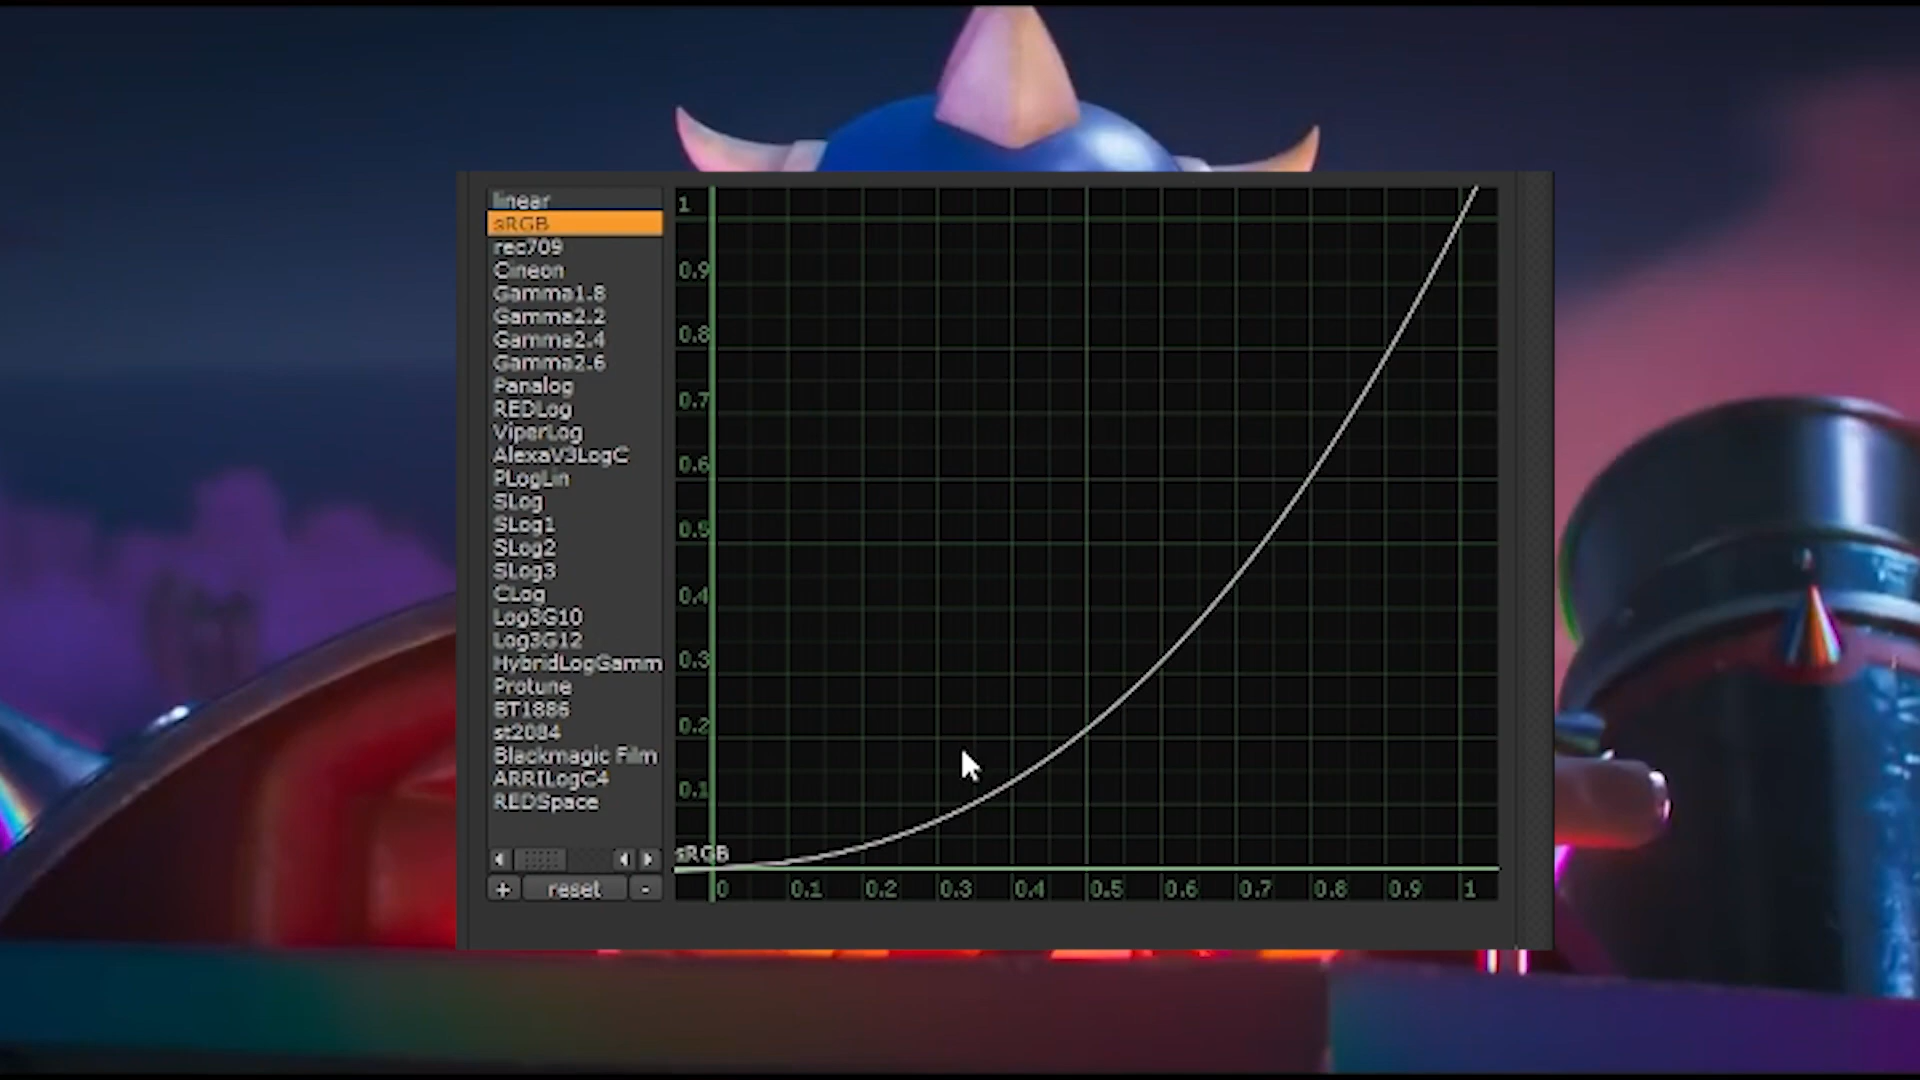 linear
sRGB
rec709
Cineon
Gamma1.8
Gamma2.2
Gamma2.4
Gamma2.6
Panalog
REDLog
ViperLog
AlexaV3LogC
PLogLin
SLog
SLog1
SLog2
SLog3
CLog
Log3G10
Log3G12
HybridLogGamm
Protune
BT1886
st2084
Blackmagic Film
ARRILogC4
REDSpace
+ reset -
1
0.9
0.8
0.7
0.6
0.5
0.4
0.3
0.2
0.1
sRGB
0 0.1 0.2 0.3 0.4 0.5 0.6 0.7 0.8 0.9 1